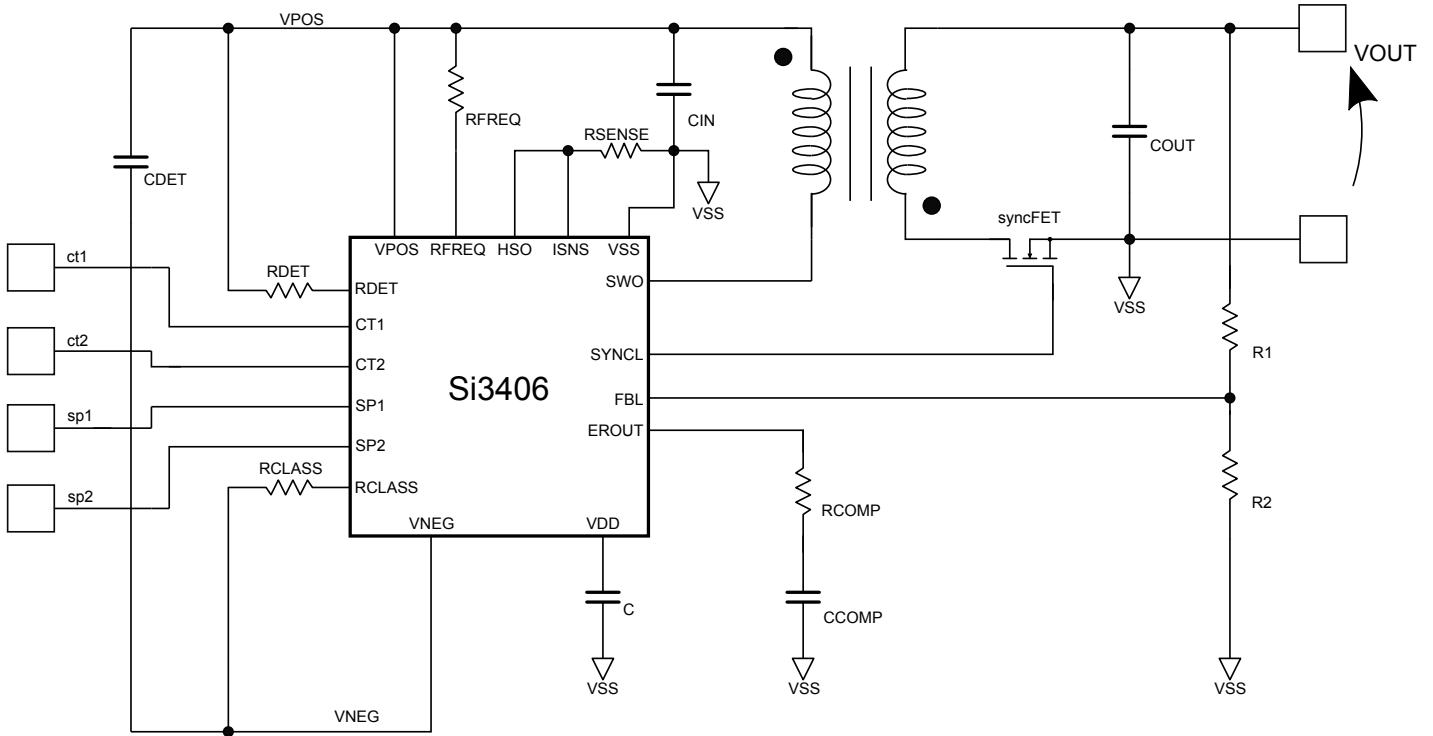 VPOS
VOUT
RFREQ
CIN
RSENSE
COUT
CDET
VSS
syncFET
VPOS RFREQ HSO ISNS VSS
ct1
RDET
RDET
SWO
VSS
CT1
ct2
CT2
SYNCL
R1
Si3406
sp1
SP1
FBL
EROUT
SP2
RCLASS
sp2
RCLASS
RCOMP
R2
VNEG VDD
C
CCOMP
VSS
VSS
VSS
VNEG